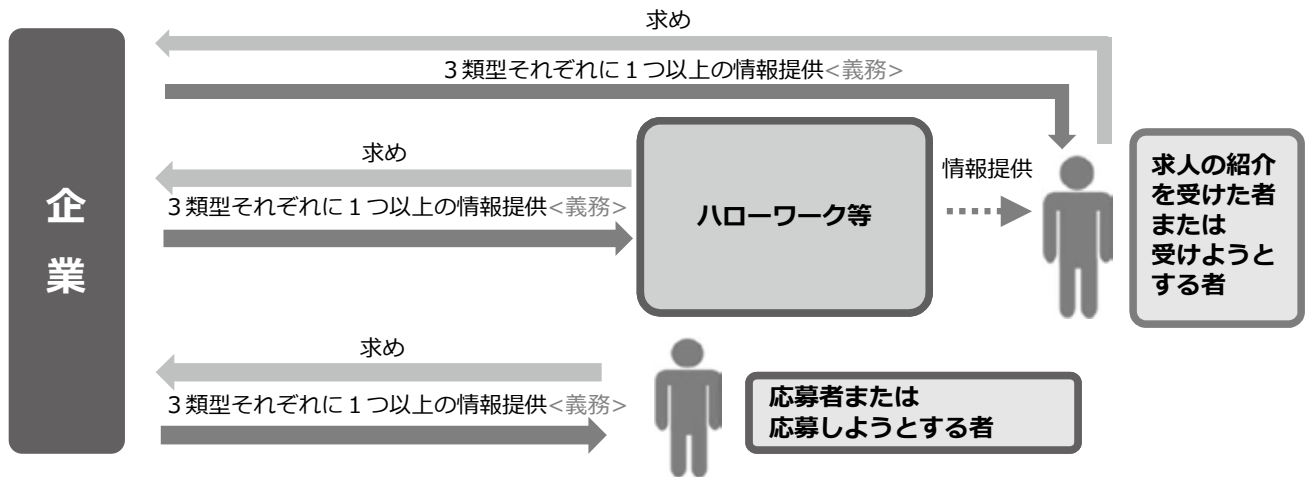 求め
３類型それぞれに１つ以上の情報提供<義務>
企
業
求め
３類型それぞれに１つ以上の情報提供<義務>
ハローワーク等
情報提供
求人の紹介
を受けた者
または
受けようと
する者
求め
３類型それぞれに１つ以上の情報提供<義務>
応募者または
応募しようとする者